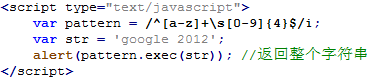 <script type="text/javascript">
    var pattern = /^[a-z]+\s[0-9]{4}$/i;
    var str = 'google 2012';
    alert(pattern.exec(str)); //返回整个字符串
</script>